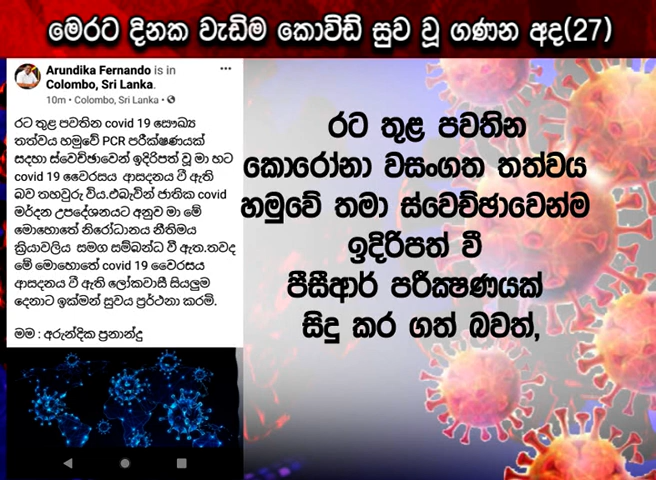 මෙරට දිනක වැඩිම කොවිඩ් සුව වූ ගණන අද(27)
Arundika Fernando is in
Colombo, Sri Lanka.
10m • Colombo, Sri Lanka •
රට තුළ පවතින covid 19 සෞඛ්‍ය
තත්වය හමුවේ PCR පරීක්ෂණයක්
සදහා ස්වෙච්ඡාවෙන් ඉදිරිපත් වූ මා හට
covid 19 වෛරසය ආසදනය වී ඇති
බව තහවුරු විය.එබැවින් ජාතික covid
මර්දන උපදේශනයට අනුව මා මේ
මොහොතේ නිරෝධානය නීතිමය
ක්‍රියාවලිය සමග සම්බන්ධ වී ඇත.තවද
මේ මොහොතේ covid 19 වෛරසය
ආසදනය වී ඇති ලෝකවාසී සියලුම
දෙනාට ඉක්මන් සුවය ප්‍රර්ථනා කරමි.
මම : අරුන්දික ප්‍රනාන්දු
රට තුළ පවතින
කොරෝනා වසංගත තත්වය
හමුවේ තමා ස්වෙච්ඡාවෙන්ම
ඉදිරිපත් වී
පීසීආර් පරීක්‍ෂණයක්
සිදු කර ගත් බවත්,